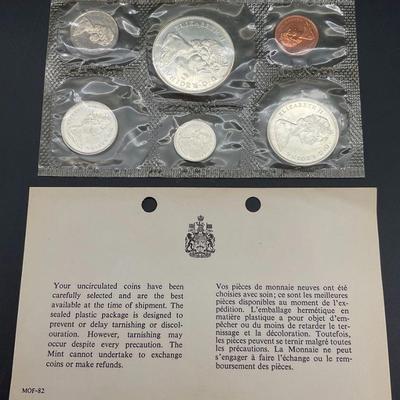 ELIZABETH II
Your uncirculated coins have been
carefully selected and are the best
available at the time of shipment. The
sealed plastic package is designed to
prevent or delay tarnishing or discol-
ouration. However, tarnishing may
occur despite every precaution. The
Mint cannot undertake to exchange
coins or make refunds.
Vos pièces de monnaie neuves ont été
choisies avec soin; ce sont les meilleures
pièces disponibles au moment de l'ex-
pédition. L'emballage hermétique en
matière plastique a pour objet d'em-
pêcher ou du moins de retarder le ter-
nissage et la décoloration. Toutefois,
les pièces peuvent se ternir malgré toutes
les précautions. La Monnaie ne peut
s'engager à faire l'échange ou le rem-
boursement des pièces.
MOF-82